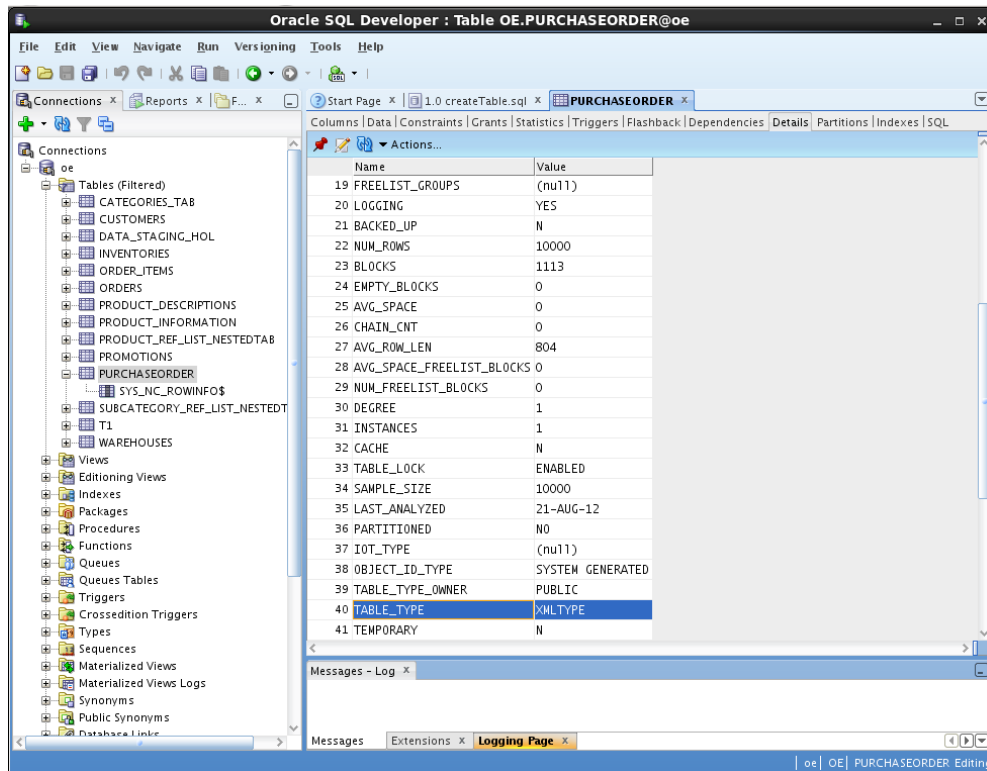 Oracle SQL Developer : Table OE.PURCHASEORDER@oe
File Edit View Navigate Run Versioning Tools Help
Connections Reports F...
Start Page 1.0 createTable.sql PURCHASEORDER
Columns Data Constraints Grants Statistics Triggers Flashback Dependencies Details Partitions Indexes SQL
Actions...
Connections
oe
Tables (Filtered)
CATEGORIES_TAB
CUSTOMERS
DATA_STAGING_HOL
INVENTORIES
ORDER_ITEMS
ORDERS
PRODUCT_DESCRIPTIONS
PRODUCT_INFORMATION
PRODUCT_REF_LIST_NESTEDTAB
PROMOTIONS
PURCHASEORDER
SYS_NC_ROWINFO$
SUBCATEGORY_REF_LIST_NESTEDT
T1
WAREHOUSES
Views
Editioning Views
Indexes
Packages
Procedures
Functions
Queues
Queues Tables
Triggers
Crossedition Triggers
Types
Sequences
Materialized Views
Materialized Views Logs
Synonyms
Public Synonyms
Database Links
Name Value
19 FREELIST_GROUPS (null)
20 LOGGING YES
21 BACKED_UP N
22 NUM_ROWS 10000
23 BLOCKS 1113
24 EMPTY_BLOCKS 0
25 AVG_SPACE 0
26 CHAIN_CNT 0
27 AVG_ROW_LEN 804
28 AVG_SPACE_FREELIST_BLOCKS 0
29 NUM_FREELIST_BLOCKS 0
30 DEGREE 1
31 INSTANCES 1
32 CACHE N
33 TABLE_LOCK ENABLED
34 SAMPLE_SIZE 10000
35 LAST_ANALYZED 21-AUG-12
36 PARTITIONED NO
37 IOT_TYPE (null)
38 OBJECT_ID_TYPE SYSTEM GENERATED
39 TABLE_TYPE_OWNER PUBLIC
40 TABLE_TYPE XMLTYPE
41 TEMPORARY N
Messages - Log
Messages Extensions Logging Page
oe OE PURCHASEORDER Editing